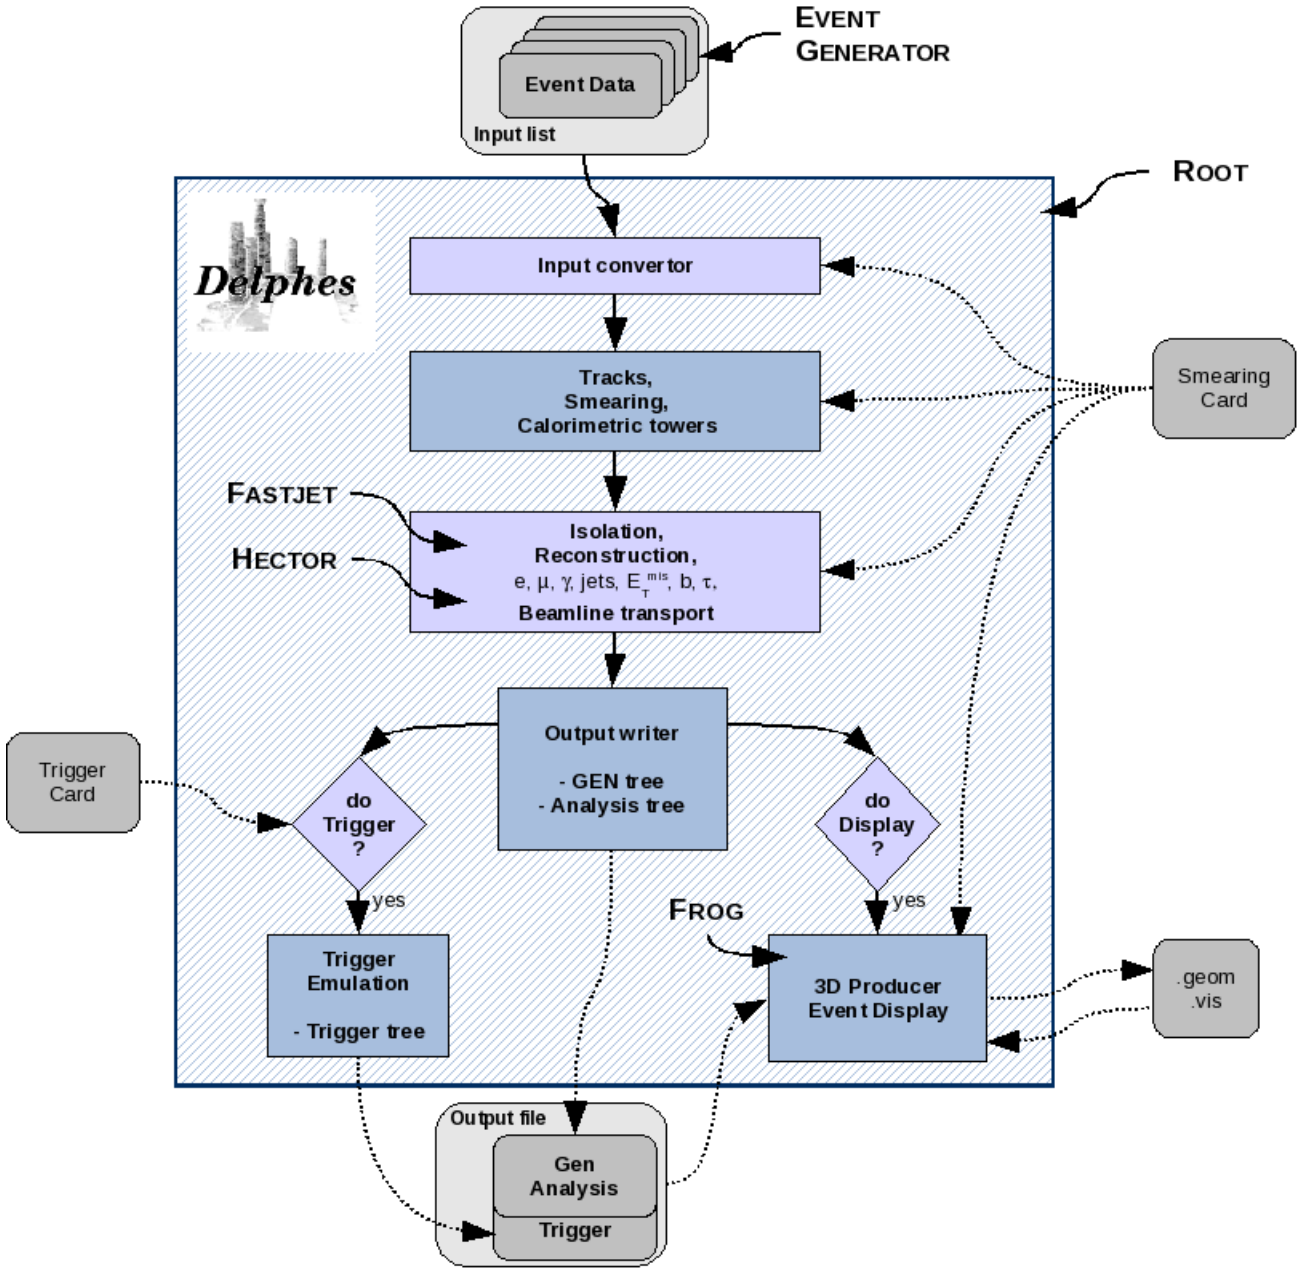 EVENT
GENERATOR
Event Data
Input list
ROOT
Delphes
Input convertor
Tracks,
Smearing,
Calorimetric towers
Smearing
Card
FASTJET
HECTOR
Isolation,
Reconstruction,
e, μ, γ, jets, E_T^mis, b, τ,
Beamline transport
Output writer
- GEN tree
- Analysis tree
Trigger
Card
do
Trigger
?
do
Display
?
yes
yes
FROG
Trigger
Emulation
- Trigger tree
3D Producer
Event Display
.geom
.vis
Output file
Gen
Analysis
Trigger